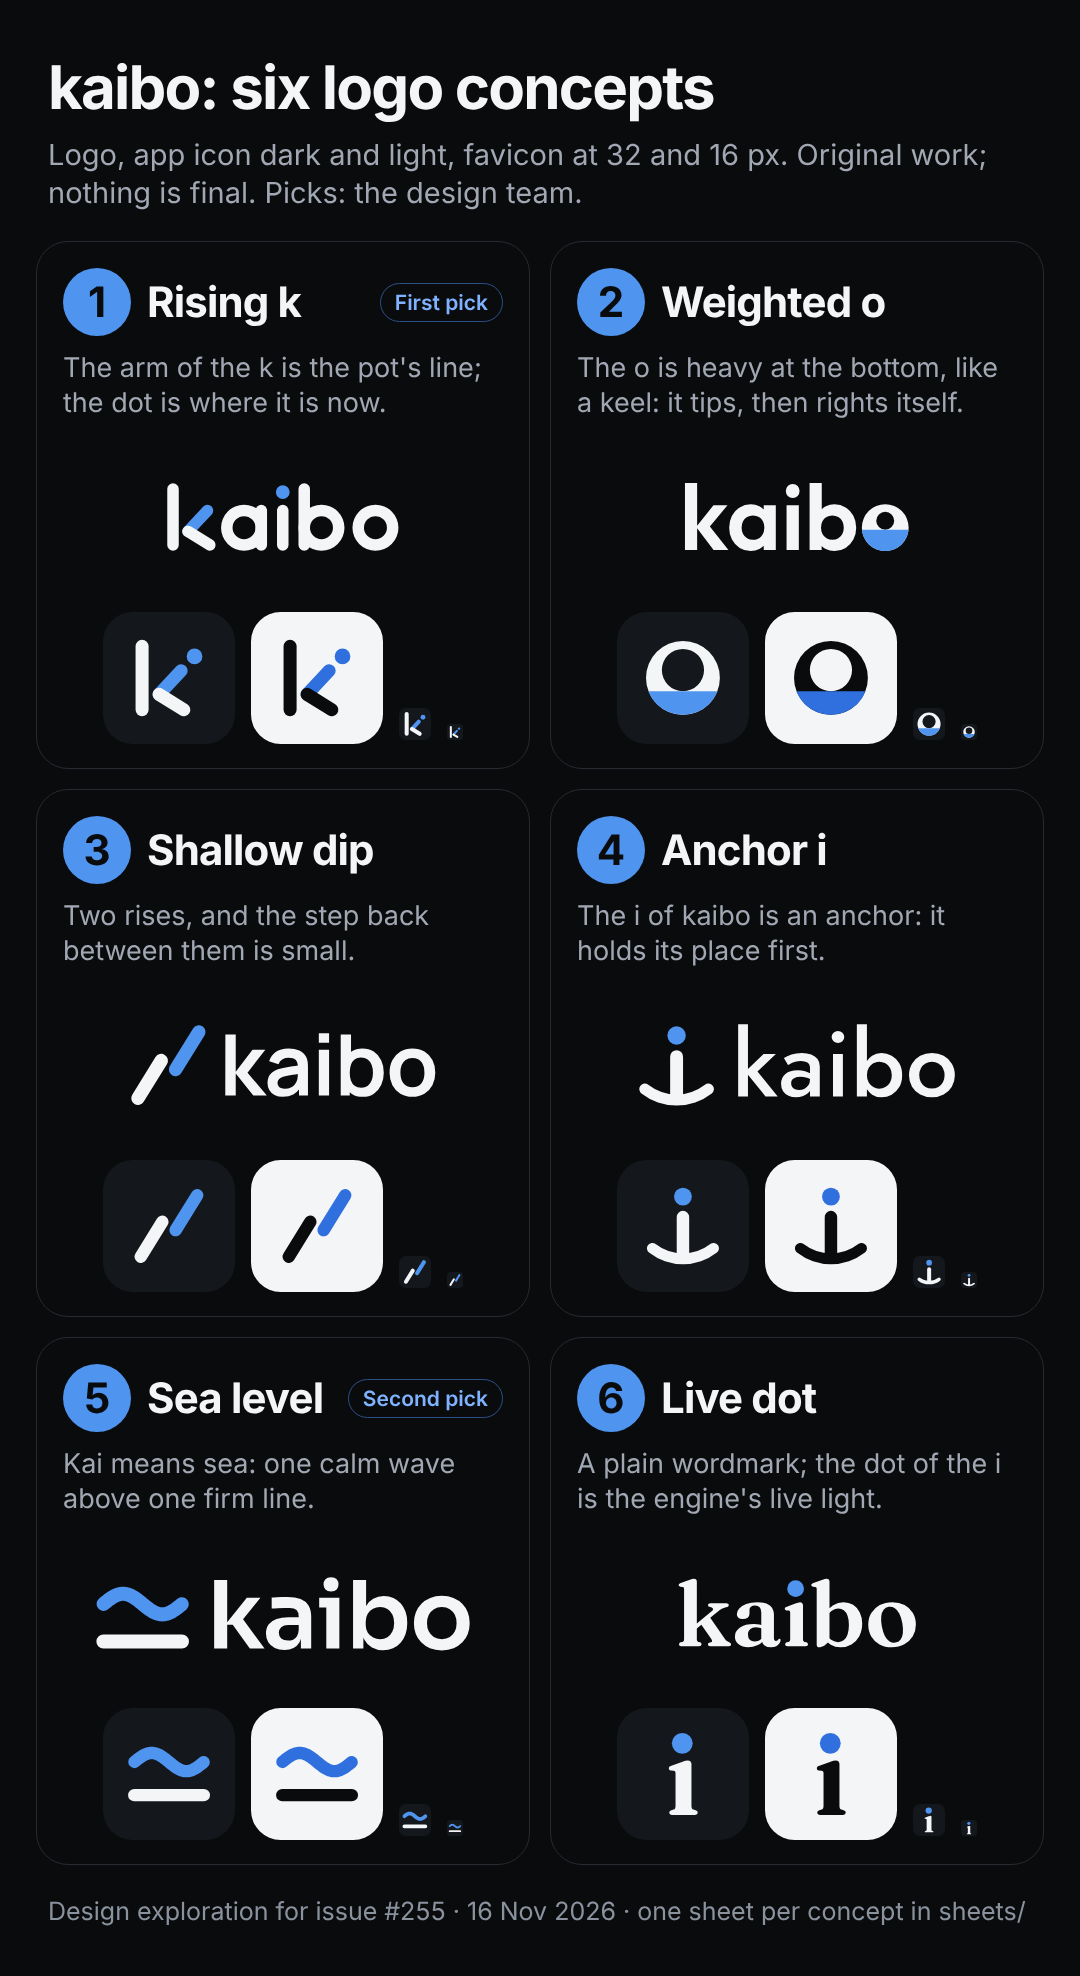 kaibo: six logo concepts
Logo, app icon dark and light, favicon at 32 and 16 px. Original work;
nothing is final. Picks: the design team.
1 Rising k First pick
The arm of the k is the pot's line;
the dot is where it is now.
kaibo
k
k
k
k
2 Weighted o
The o is heavy at the bottom, like
a keel: it tips, then rights itself.
kaibo
3 Shallow dip
Two rises, and the step back
between them is small.
kaibo
4 Anchor i
The i of kaibo is an anchor: it
holds its place first.
kaibo
5 Sea level Second pick
Kai means sea: one calm wave
above one firm line.
kaibo
6 Live dot
A plain wordmark; the dot of the i
is the engine's live light.
kaibo
i
i
i
i
Design exploration for issue #255 · 16 Nov 2026 · one sheet per concept in sheets/